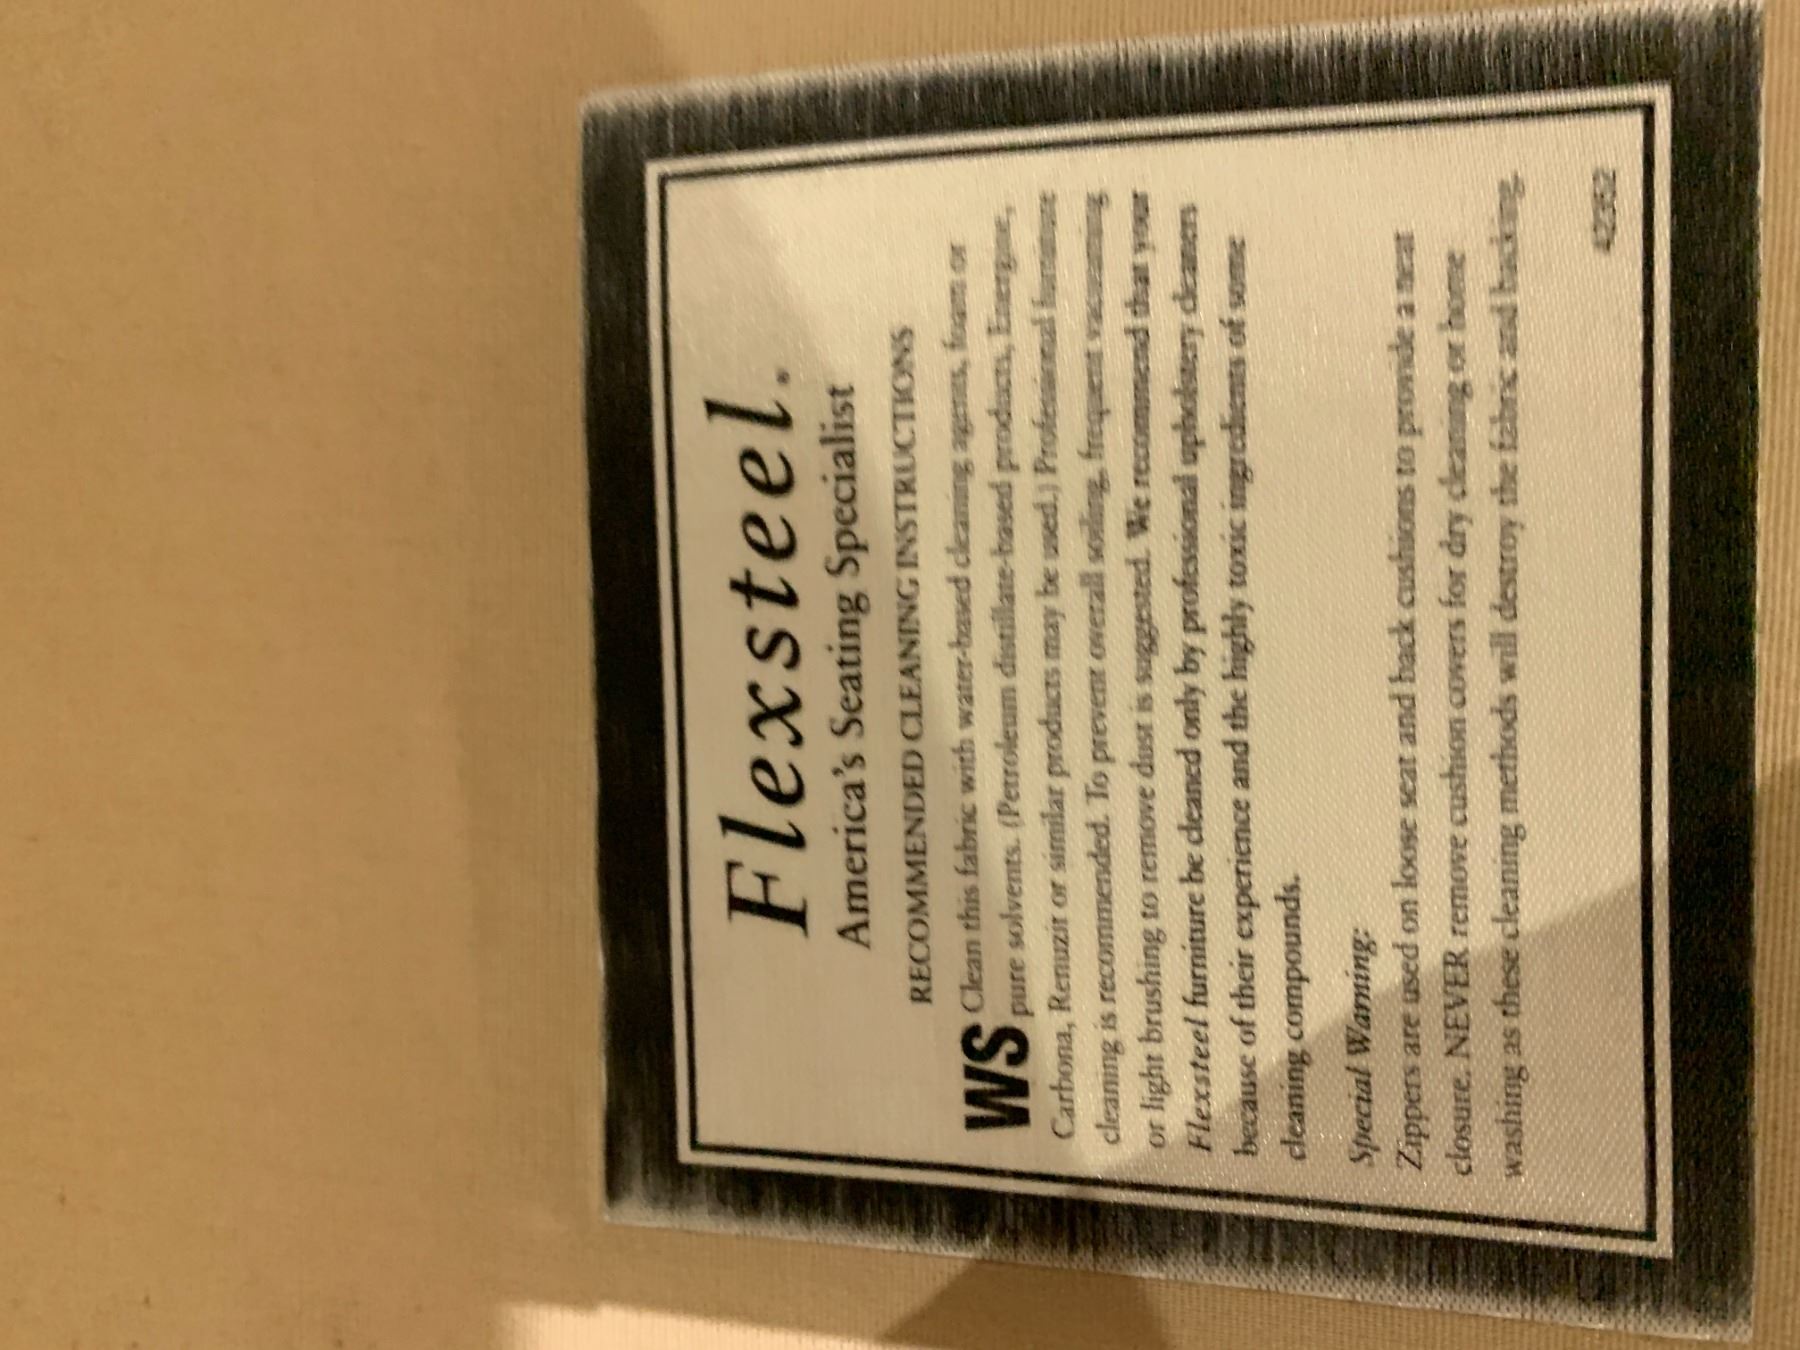 Flexsteel.
America's Seating Specialist
RECOMMENDED CLEANING INSTRUCTIONS
WS Clean this fabric with water-based cleaning agents, foam or
pure solvents. (Petroleum distillate-based products, Energine,
Carbona, Renuzit or similar products may be used.) Professional furniture
cleaning is recommended. To prevent overall soiling, frequent vacuuming
or light brushing to remove dust is suggested. We recommend that your
Flexsteel furniture be cleaned only by professional upholstery cleaners
because of their experience and the highly toxic ingredients of some
cleaning compounds.
Special Warning:
Zippers are used on loose seat and back cushions to provide a neat
closure. NEVER remove cushion covers for dry cleaning or home
washing as these cleaning methods will destroy the fabric and backing.
42352